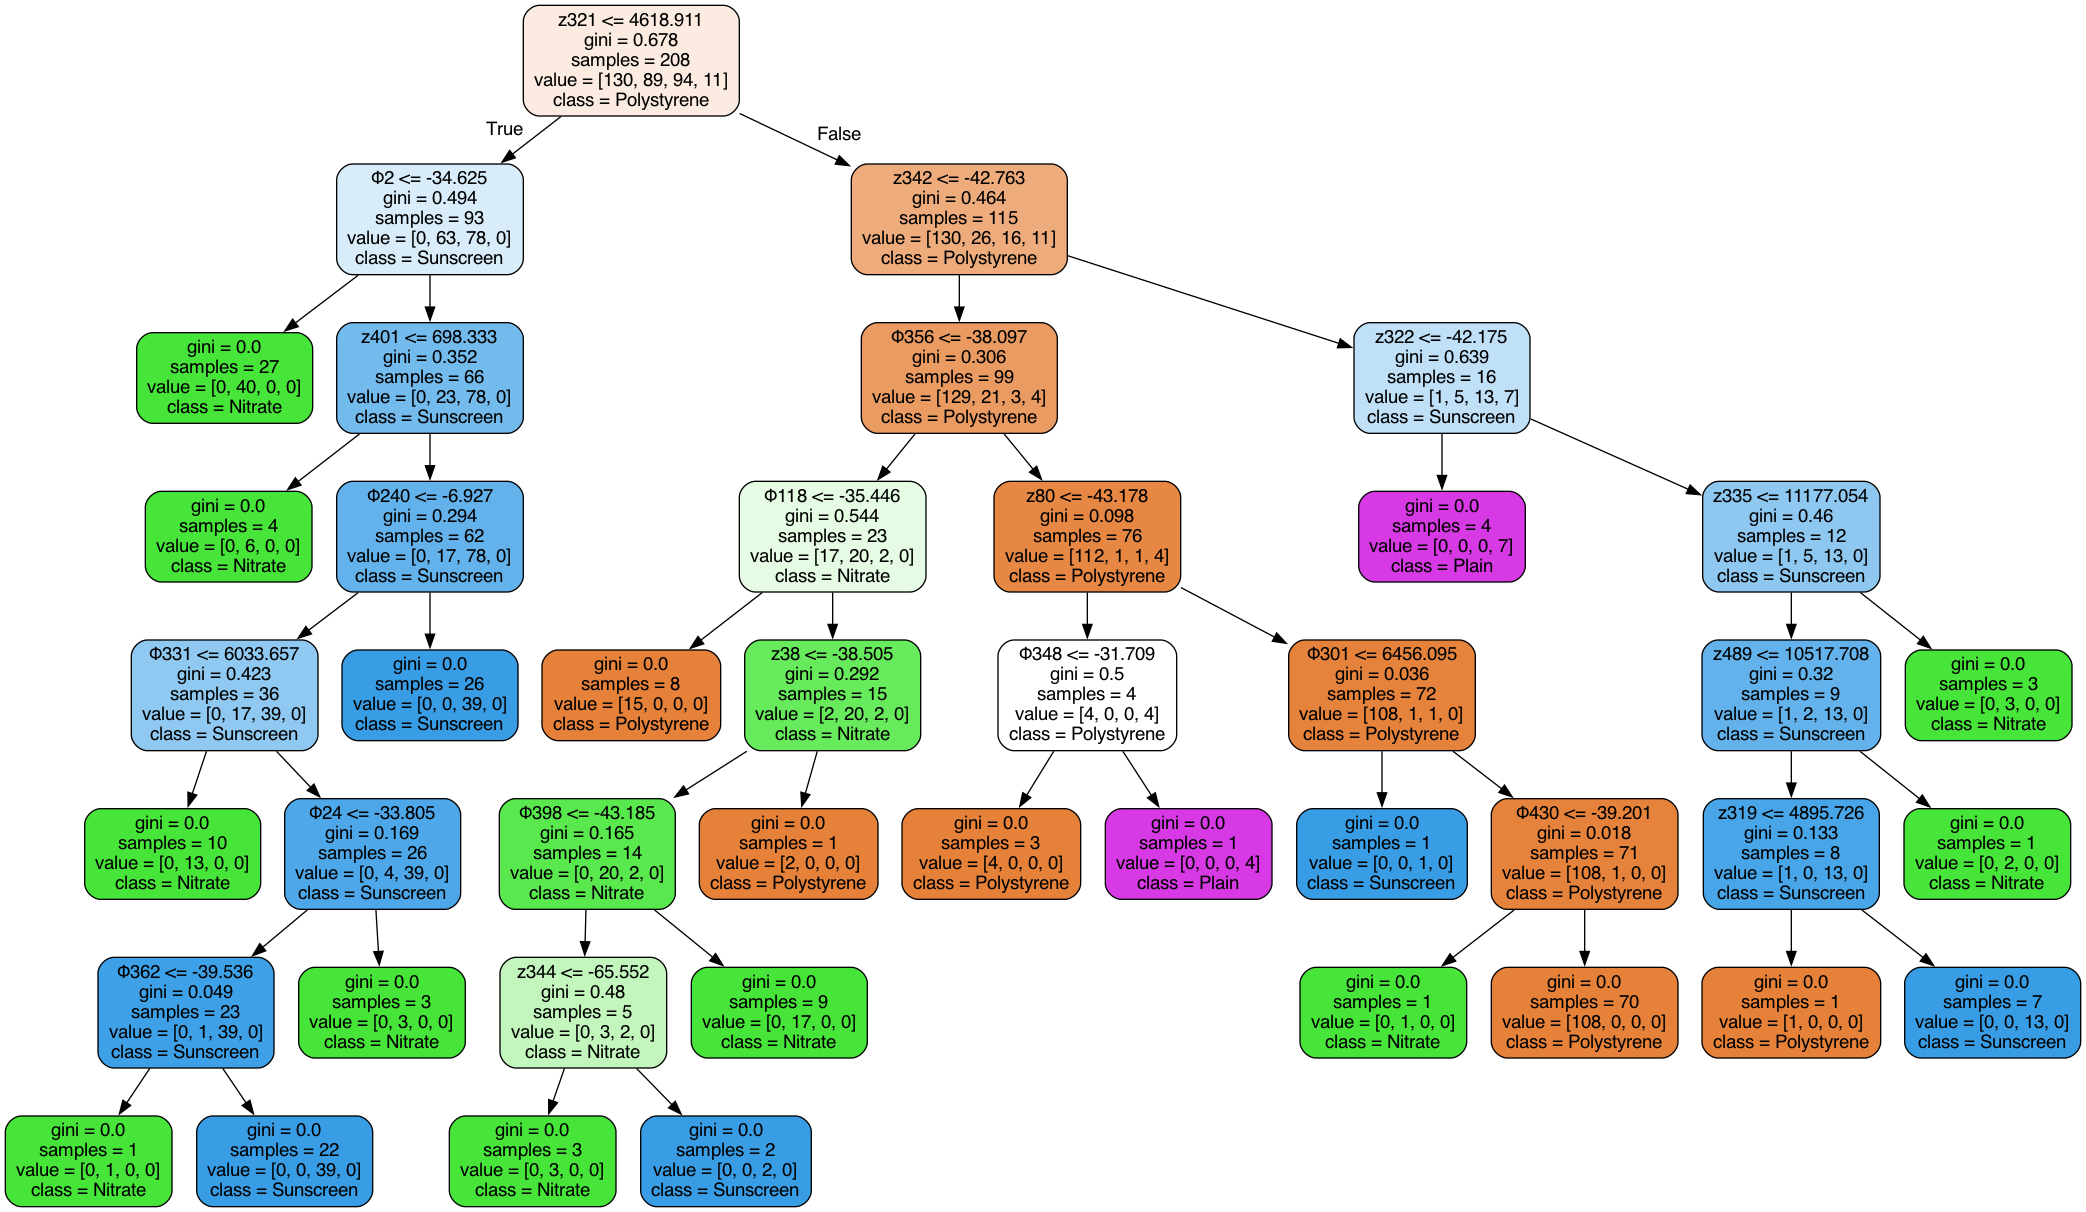 z321 <= 4618.911
gini = 0.678
samples = 208
value = [130, 89, 94, 11]
class = Polystyrene
True
False
Φ2 <= -34.625
gini = 0.494
samples = 93
value = [0, 63, 78, 0]
class = Sunscreen
z342 <= -42.763
gini = 0.464
samples = 115
value = [130, 26, 16, 11]
class = Polystyrene
gini = 0.0
samples = 27
value = [0, 40, 0, 0]
class = Nitrate
z401 <= 698.333
gini = 0.352
samples = 66
value = [0, 23, 78, 0]
class = Sunscreen
Φ356 <= -38.097
gini = 0.306
samples = 99
value = [129, 21, 3, 4]
class = Polystyrene
z322 <= -42.175
gini = 0.639
samples = 16
value = [1, 5, 13, 7]
class = Sunscreen
gini = 0.0
samples = 4
value = [0, 6, 0, 0]
class = Nitrate
Φ240 <= -6.927
gini = 0.294
samples = 62
value = [0, 17, 78, 0]
class = Sunscreen
Φ118 <= -35.446
gini = 0.544
samples = 23
value = [17, 20, 2, 0]
class = Nitrate
z80 <= -43.178
gini = 0.098
samples = 76
value = [112, 1, 1, 4]
class = Polystyrene
gini = 0.0
samples = 4
value = [0, 0, 0, 7]
class = Plain
z335 <= 11177.054
gini = 0.46
samples = 12
value = [1, 5, 13, 0]
class = Sunscreen
Φ331 <= 6033.657
gini = 0.423
samples = 36
value = [0, 17, 39, 0]
class = Sunscreen
gini = 0.0
samples = 26
value = [0, 0, 39, 0]
class = Sunscreen
gini = 0.0
samples = 8
value = [15, 0, 0, 0]
class = Polystyrene
z38 <= -38.505
gini = 0.292
samples = 15
value = [2, 20, 2, 0]
class = Nitrate
Φ348 <= -31.709
gini = 0.5
samples = 4
value = [4, 0, 0, 4]
class = Polystyrene
Φ301 <= 6456.095
gini = 0.036
samples = 72
value = [108, 1, 1, 0]
class = Polystyrene
z489 <= 10517.708
gini = 0.32
samples = 9
value = [1, 2, 13, 0]
class = Sunscreen
gini = 0.0
samples = 3
value = [0, 3, 0, 0]
class = Nitrate
gini = 0.0
samples = 10
value = [0, 13, 0, 0]
class = Nitrate
Φ24 <= -33.805
gini = 0.169
samples = 26
value = [0, 4, 39, 0]
class = Sunscreen
Φ398 <= -43.185
gini = 0.165
samples = 14
value = [0, 20, 2, 0]
class = Nitrate
gini = 0.0
samples = 1
value = [2, 0, 0, 0]
class = Polystyrene
gini = 0.0
samples = 3
value = [4, 0, 0, 0]
class = Polystyrene
gini = 0.0
samples = 1
value = [0, 0, 0, 4]
class = Plain
gini = 0.0
samples = 1
value = [0, 0, 1, 0]
class = Sunscreen
Φ430 <= -39.201
gini = 0.018
samples = 71
value = [108, 1, 0, 0]
class = Polystyrene
z319 <= 4895.726
gini = 0.133
samples = 8
value = [1, 0, 13, 0]
class = Sunscreen
gini = 0.0
samples = 1
value = [0, 2, 0, 0]
class = Nitrate
Φ362 <= -39.536
gini = 0.049
samples = 23
value = [0, 1, 39, 0]
class = Sunscreen
gini = 0.0
samples = 3
value = [0, 3, 0, 0]
class = Nitrate
z344 <= -65.552
gini = 0.48
samples = 5
value = [0, 3, 2, 0]
class = Nitrate
gini = 0.0
samples = 9
value = [0, 17, 0, 0]
class = Nitrate
gini = 0.0
samples = 1
value = [0, 1, 0, 0]
class = Nitrate
gini = 0.0
samples = 70
value = [108, 0, 0, 0]
class = Polystyrene
gini = 0.0
samples = 1
value = [1, 0, 0, 0]
class = Polystyrene
gini = 0.0
samples = 7
value = [0, 0, 13, 0]
class = Sunscreen
gini = 0.0
samples = 1
value = [0, 1, 0, 0]
class = Nitrate
gini = 0.0
samples = 22
value = [0, 0, 39, 0]
class = Sunscreen
gini = 0.0
samples = 3
value = [0, 3, 0, 0]
class = Nitrate
gini = 0.0
samples = 2
value = [0, 0, 2, 0]
class = Sunscreen